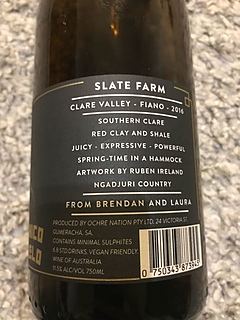 SLATE FARM
CLARE VALLEY - FIANO - 2016
SOUTHERN CLARE
RED CLAY AND SHALE
JUICY - EXPRESSIVE - POWERFUL
SPRING-TIME IN A HAMMOCK
ARTWORK BY RUBEN IRELAND
NGADJURI COUNTRY
FROM BRENDAN AND LAURA
PRODUCED BY OCHRE NATION PTY LTD, 24 VICTORIA ST,
GUMERACHA, SA.
CONTAINS MINIMAL SULPHITES
6.8 STD DRINKS. VEGAN FRIENDLY.
WINE OF AUSTRALIA
11.5% ALC/VOL 750ML